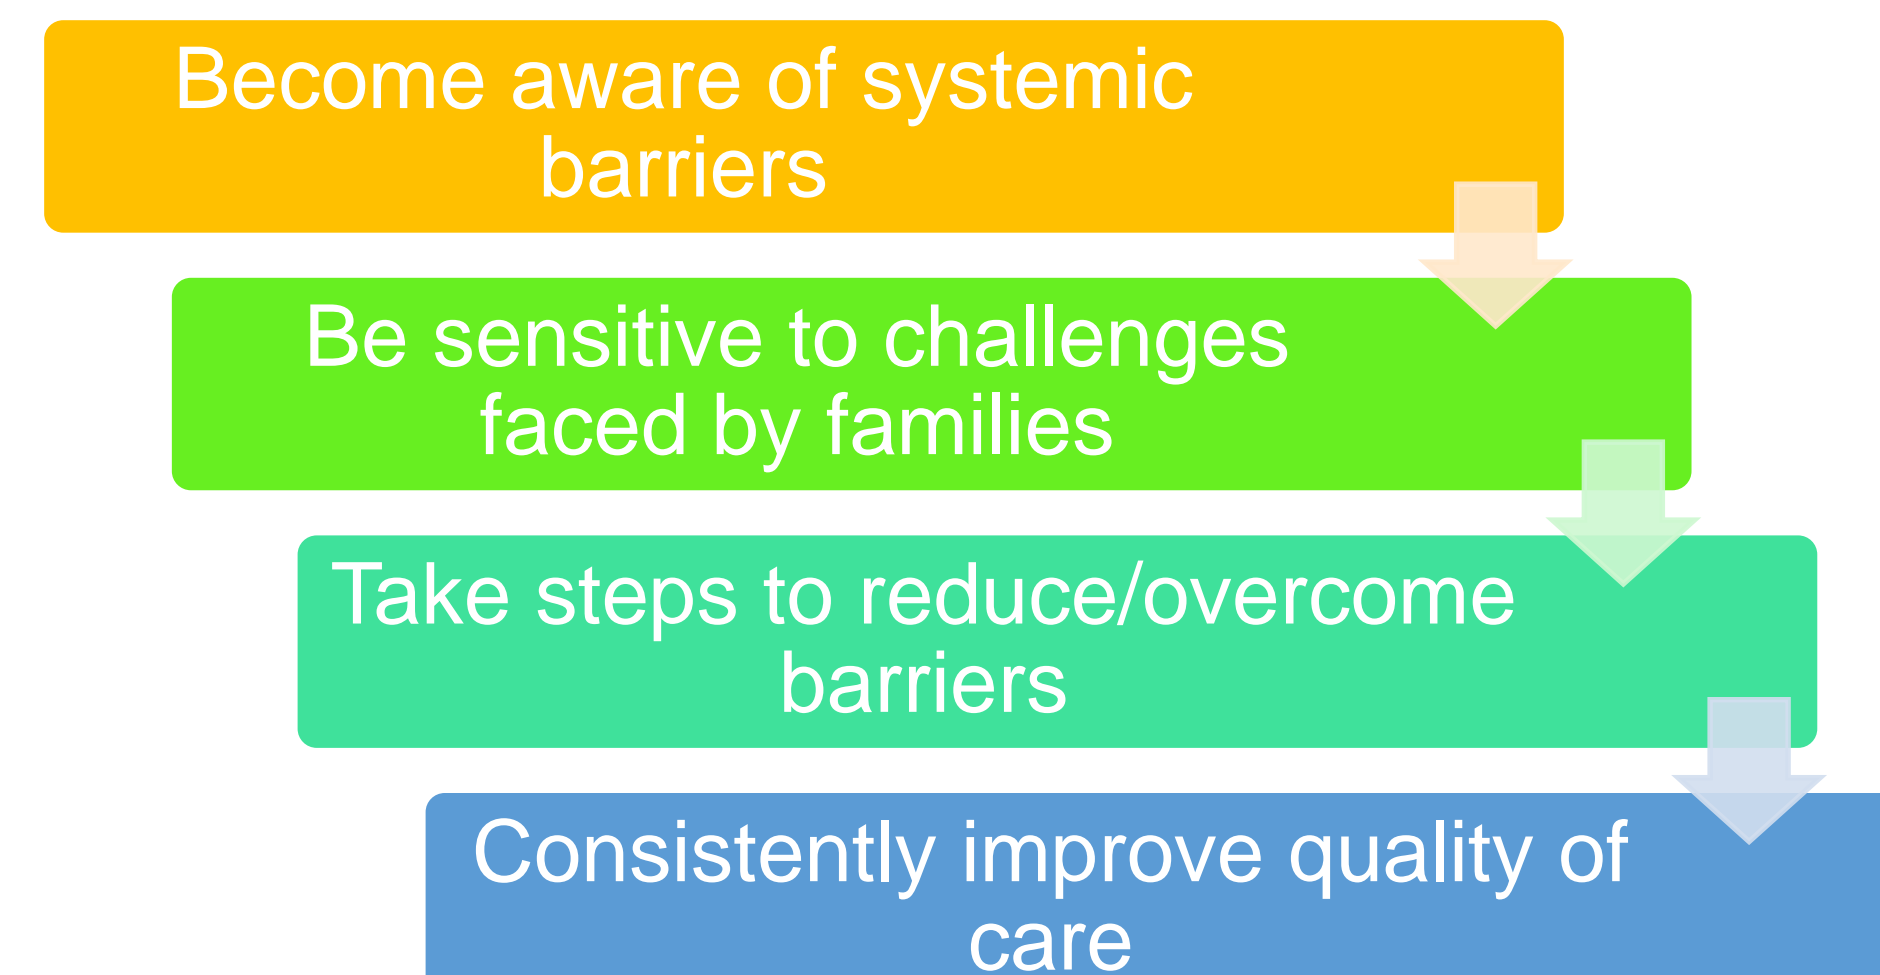 Become aware of systemic
barriers
Be sensitive to challenges
faced by families
Take steps to reduce/overcome
barriers
Consistently improve quality of
care